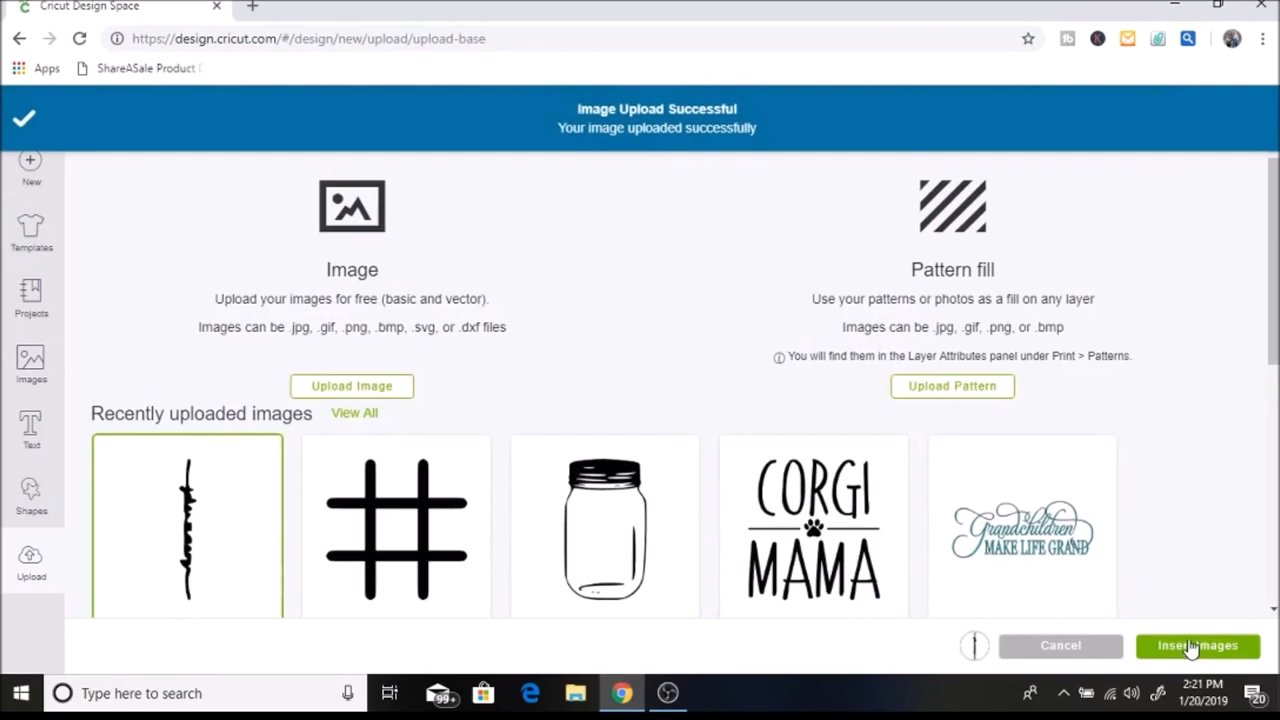 Cricut Design Space
https://design.cricut.com/#/design/new/upload/upload-base
Apps
ShareASale Product
Image Upload Successful
Your image uploaded successfully
New
Templates
Projects
Images
Text
Shapes
Upload
Image
Upload your images for free (basic and vector).
Images can be .jpg, .gif, .png, .bmp, .svg, or .dxf files
Upload Image
Pattern fill
Use your patterns or photos as a fill on any layer
Images can be .jpg, .gif, .png, or .bmp
You will find them in the Layer Attributes panel under Print > Patterns.
Upload Pattern
Recently uploaded images
View All
CORGI
MAMA
Grandchildren
MAKE LIFE GRAND
Cancel
Insert Images
Type here to search
99+
2:21 PM
1/20/2019
20